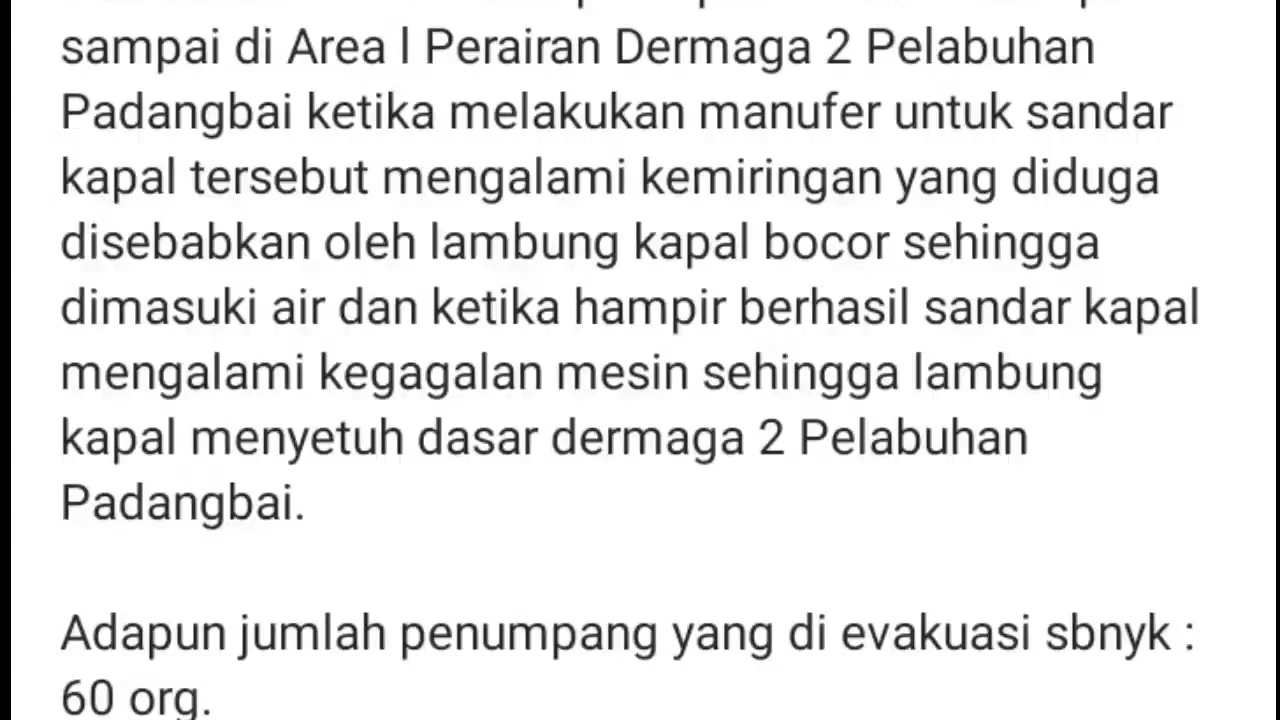 sampai di Area l Perairan Dermaga 2 Pelabuhan
Padangbai ketika melakukan manufer untuk sandar
kapal tersebut mengalami kemiringan yang diduga
disebabkan oleh lambung kapal bocor sehingga
dimasuki air dan ketika hampir berhasil sandar kapal
mengalami kegagalan mesin sehingga lambung
kapal menyetuh dasar dermaga 2 Pelabuhan
Padangbai.
Adapun jumlah penumpang yang di evakuasi sbnyk :
60 org.